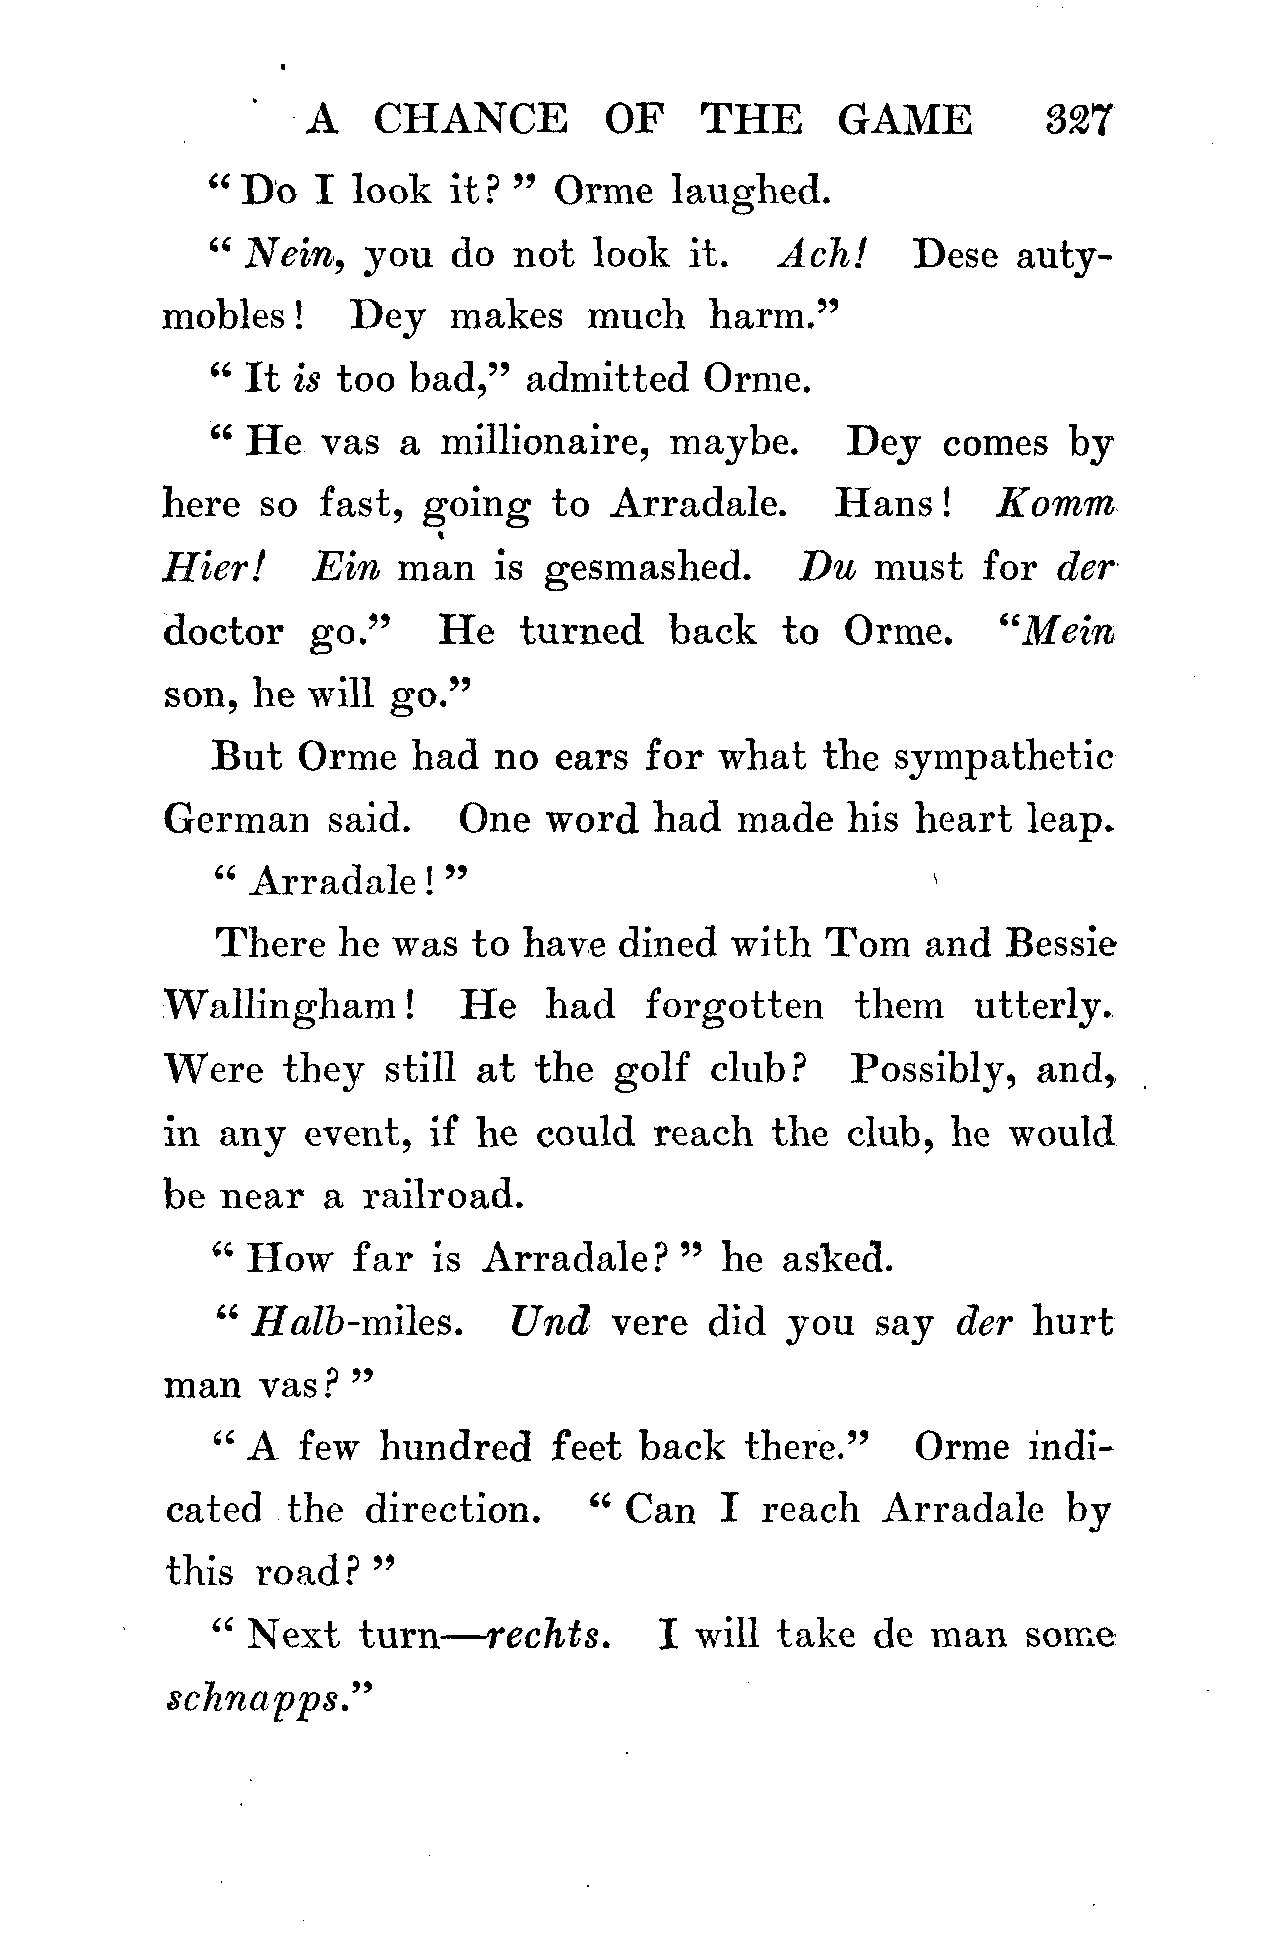 A CHANCE OF THE GAME 327
“Do I look it?” Orme laughed.
“Nein, you do not look it. Ach! Dese auty-
mobles! Dey makes much harm.”
“It is too bad,” admitted Orme.
“He vas a millionaire, maybe. Dey comes by
here so fast, going to Arradale. Hans! Komm
Hier! Ein man is gesmashed. Du must for der
doctor go.” He turned back to Orme. “Mein
son, he will go.”
But Orme had no ears for what the sympathetic
German said. One word had made his heart leap.
“Arradale!”
There he was to have dined with Tom and Bessie
Wallingham! He had forgotten them utterly.
Were they still at the golf club? Possibly, and,
in any event, if he could reach the club, he would
be near a railroad.
“How far is Arradale?” he asked.
“Halb-miles. Und vere did you say der hurt
man vas?”
“A few hundred feet back there.” Orme indi-
cated the direction. “Can I reach Arradale by
this road?”
“Next turn—rechts. I will take de man some
schnapps.”